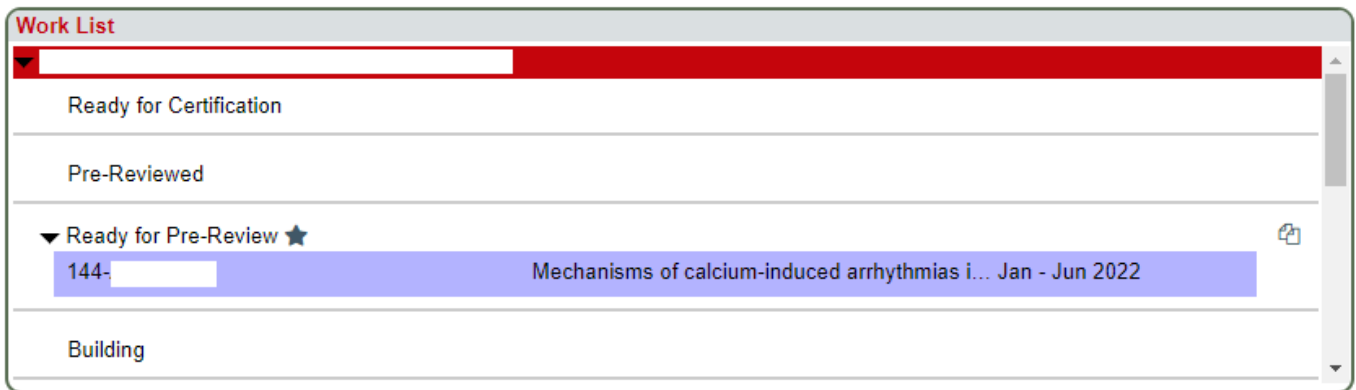 Work List
Ready for Certification
Pre-Reviewed
Ready for Pre-Review
144- Mechanisms of calcium-induced arrhythmias i... Jan - Jun 2022
Building